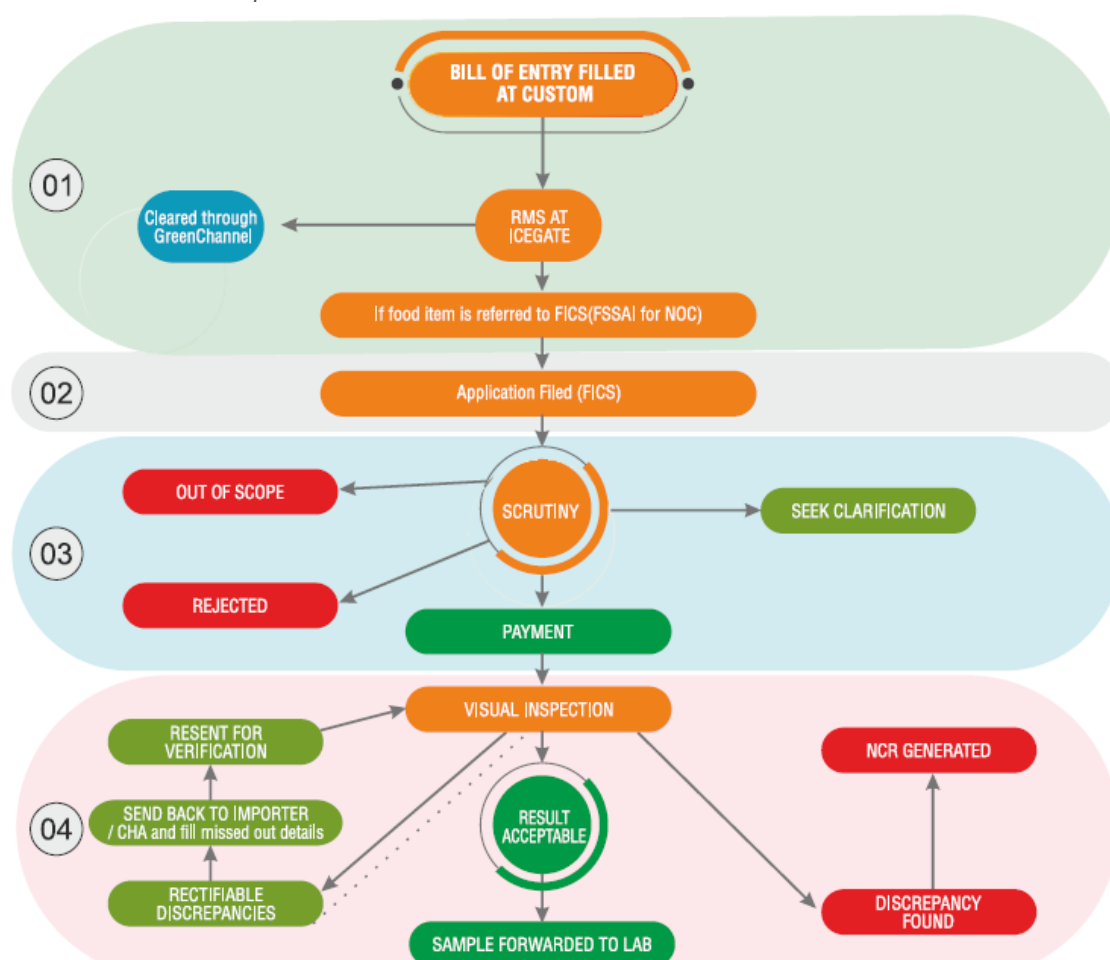 BILL OF ENTRY FILLED
AT CUSTOM
01
Cleared through
GreenChannel
RMS AT
ICEGATE
If food item is referred to FICS(FSSAI for NOC)
02
Application Filed (FICS)
03
OUT OF SCOPE
SCRUTINY
SEEK CLARIFICATION
REJECTED
PAYMENT
04
VISUAL INSPECTION
RESENT FOR
VERIFICATION
NCR GENERATED
SEND BACK TO IMPORTER
/ CHA and fill missed out details
RESULT
ACCEPTABLE
RECTIFIABLE
DISCREPANCIES
DISCREPANCY
FOUND
SAMPLE FORWARDED TO LAB